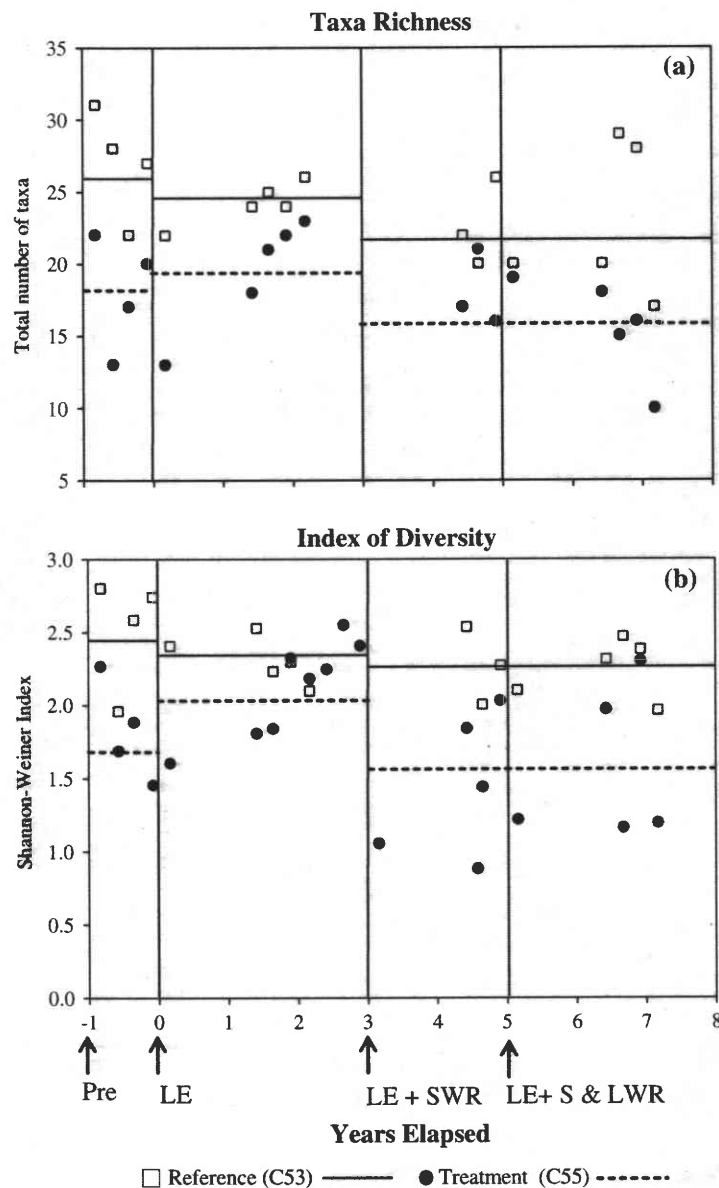 Taxa Richness
35
30
25
20
15
10
5
Total number of taxa
(a)
Index of Diversity
3.0
2.5
2.0
1.5
1.0
0.5
0.0
Shannon-Weiner Index
(b)
-1 0 1 2 3 4 5 6 7 8
Pre LE LE + SWR LE+ S & LWR
Years Elapsed
Reference (C53) Treatment (C55)